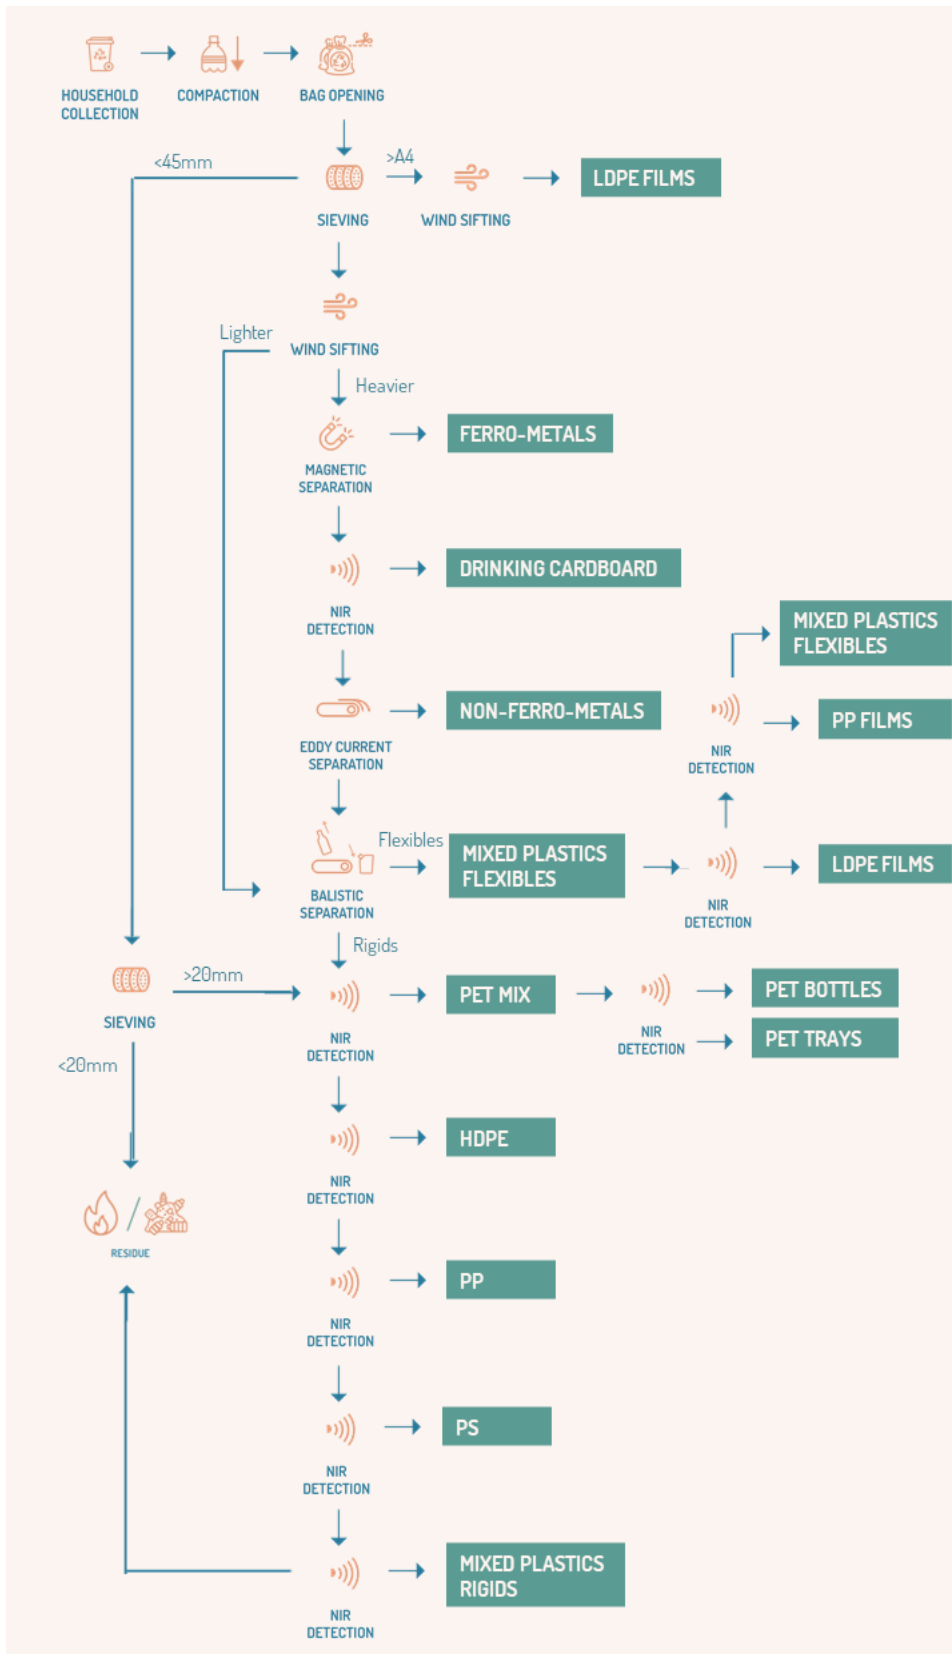 HOUSEHOLD
COLLECTION
COMPACTION
BAG OPENING
<45mm
>A4
SIEVING
WIND SIFTING
LDPE FILMS
Lighter
WIND SIFTING
Heavier
MAGNETIC
SEPARATION
FERRO-METALS
NIR
DETECTION
DRINKING CARDBOARD
EDDY CURRENT
SEPARATION
NON-FERRO-METALS
MIXED PLASTICS
FLEXIBLES
NIR
DETECTION
PP FILMS
BALISTIC
SEPARATION
Flexibles
MIXED PLASTICS
FLEXIBLES
NIR
DETECTION
LDPE FILMS
Rigids
SIEVING
>20mm
<20mm
NIR
DETECTION
PET MIX
NIR
DETECTION
PET BOTTLES
PET TRAYS
NIR
DETECTION
HDPE
RESIDUE
NIR
DETECTION
PP
NIR
DETECTION
PS
NIR
DETECTION
MIXED PLASTICS
RIGIDS